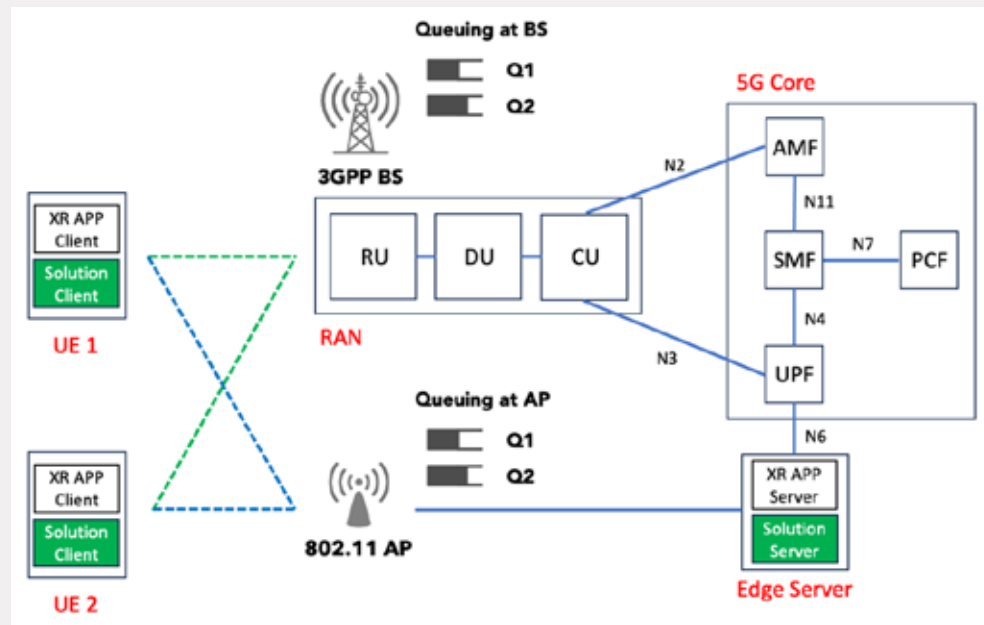 Queuing at BS
Q1
Q2
3GPP BS
5G Core
AMF
N2
N11
SMF
N7
PCF
N4
UPF
N3
N6
RU
DU
CU
RAN
XR APP
Client
Solution
Client
UE 1
XR APP
Client
Solution
Client
UE 2
Queuing at AP
Q1
Q2
802.11 AP
XR APP
Server
Solution
Server
Edge Server